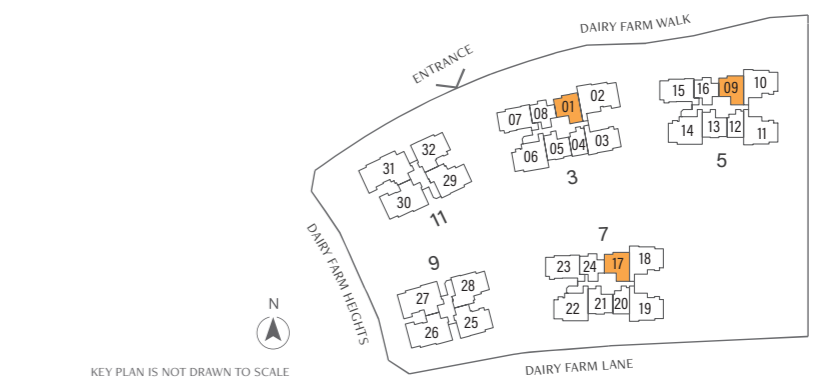 DAIRY FARM WALK
ENTRANCE
15 16 09 10
14 13 12 11
5
07 08 01 02
06 05 04 03
3
31 32
30 29
11
DAIRY FARM HEIGHTS
7
23 24 17 18
22 21 20 19
9
27 28
26 25
N
KEY PLAN IS NOT DRAWN TO SCALE
DAIRY FARM LANE